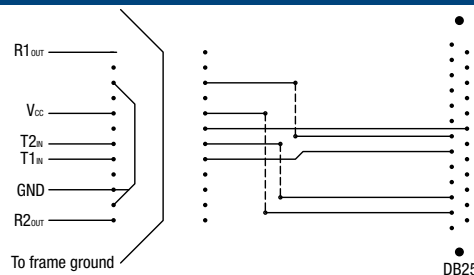 R1OUT
VCC
T2IN
T1IN
GND
R2OUT
To frame ground
DB25